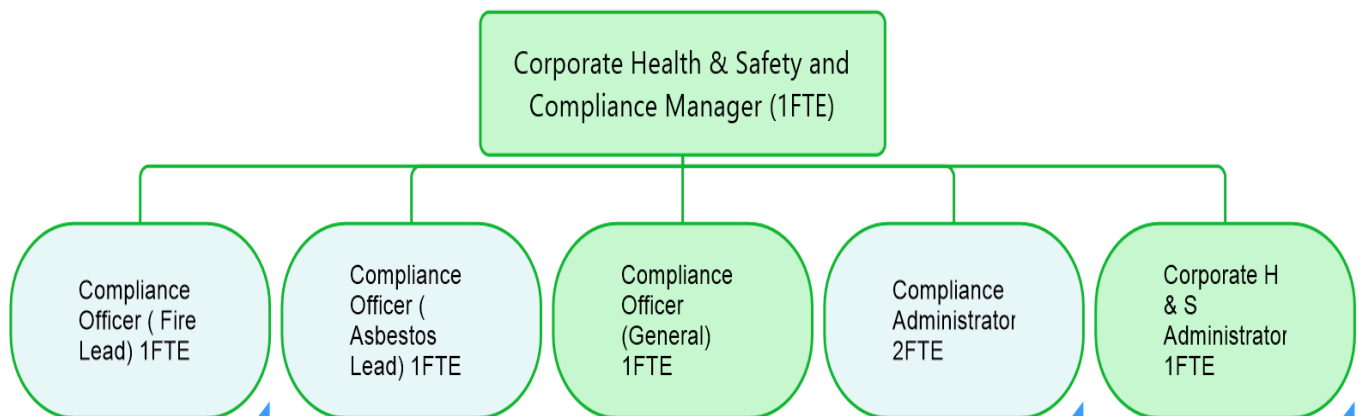 Corporate Health & Safety and
Compliance Manager (1FTE)
Compliance
Officer ( Fire
Lead) 1FTE
Compliance
Officer (
Asbestos
Lead) 1FTE
Compliance
Officer
(General)
1FTE
Compliance
Administrator
2FTE
Corporate H
& S
Administrator
1FTE